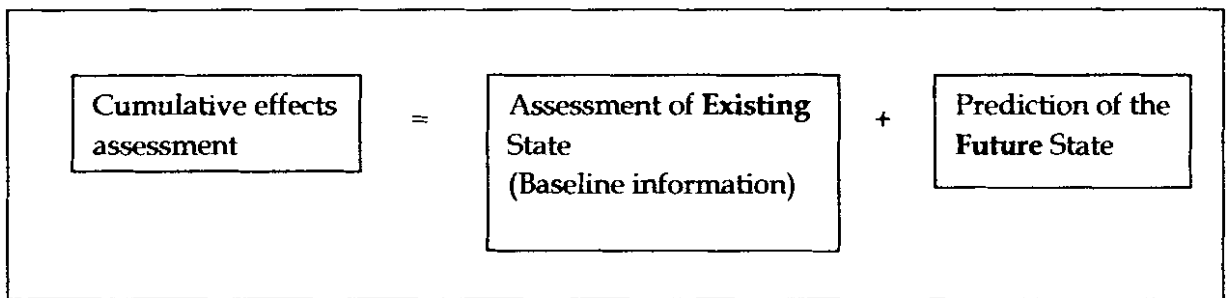 Cumulative effects
assessment
=
Assessment of Existing
State
(Baseline information)
+
Prediction of the
Future State